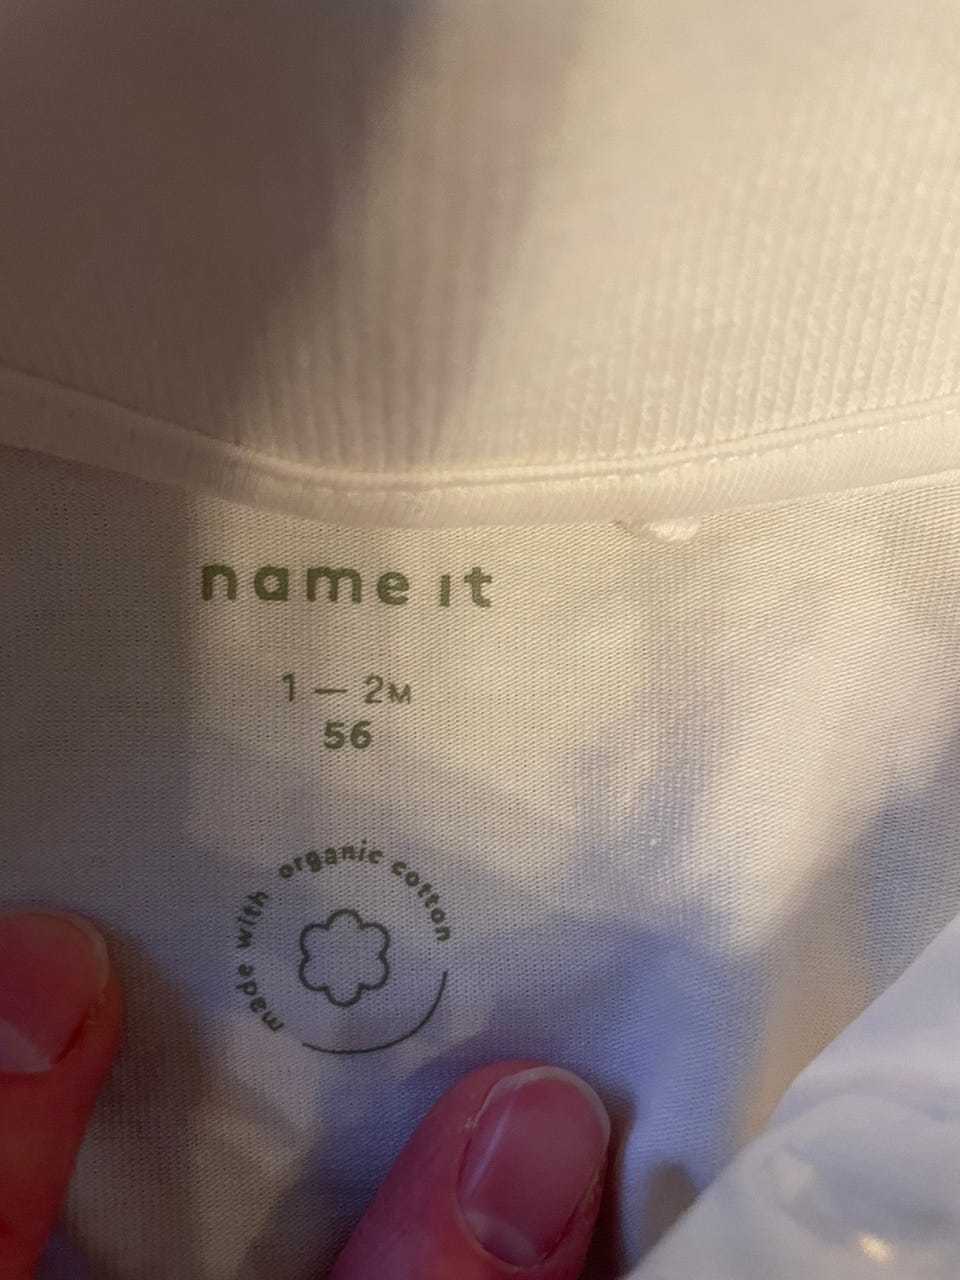 name it
1 — 2M
56
made with organic cotton